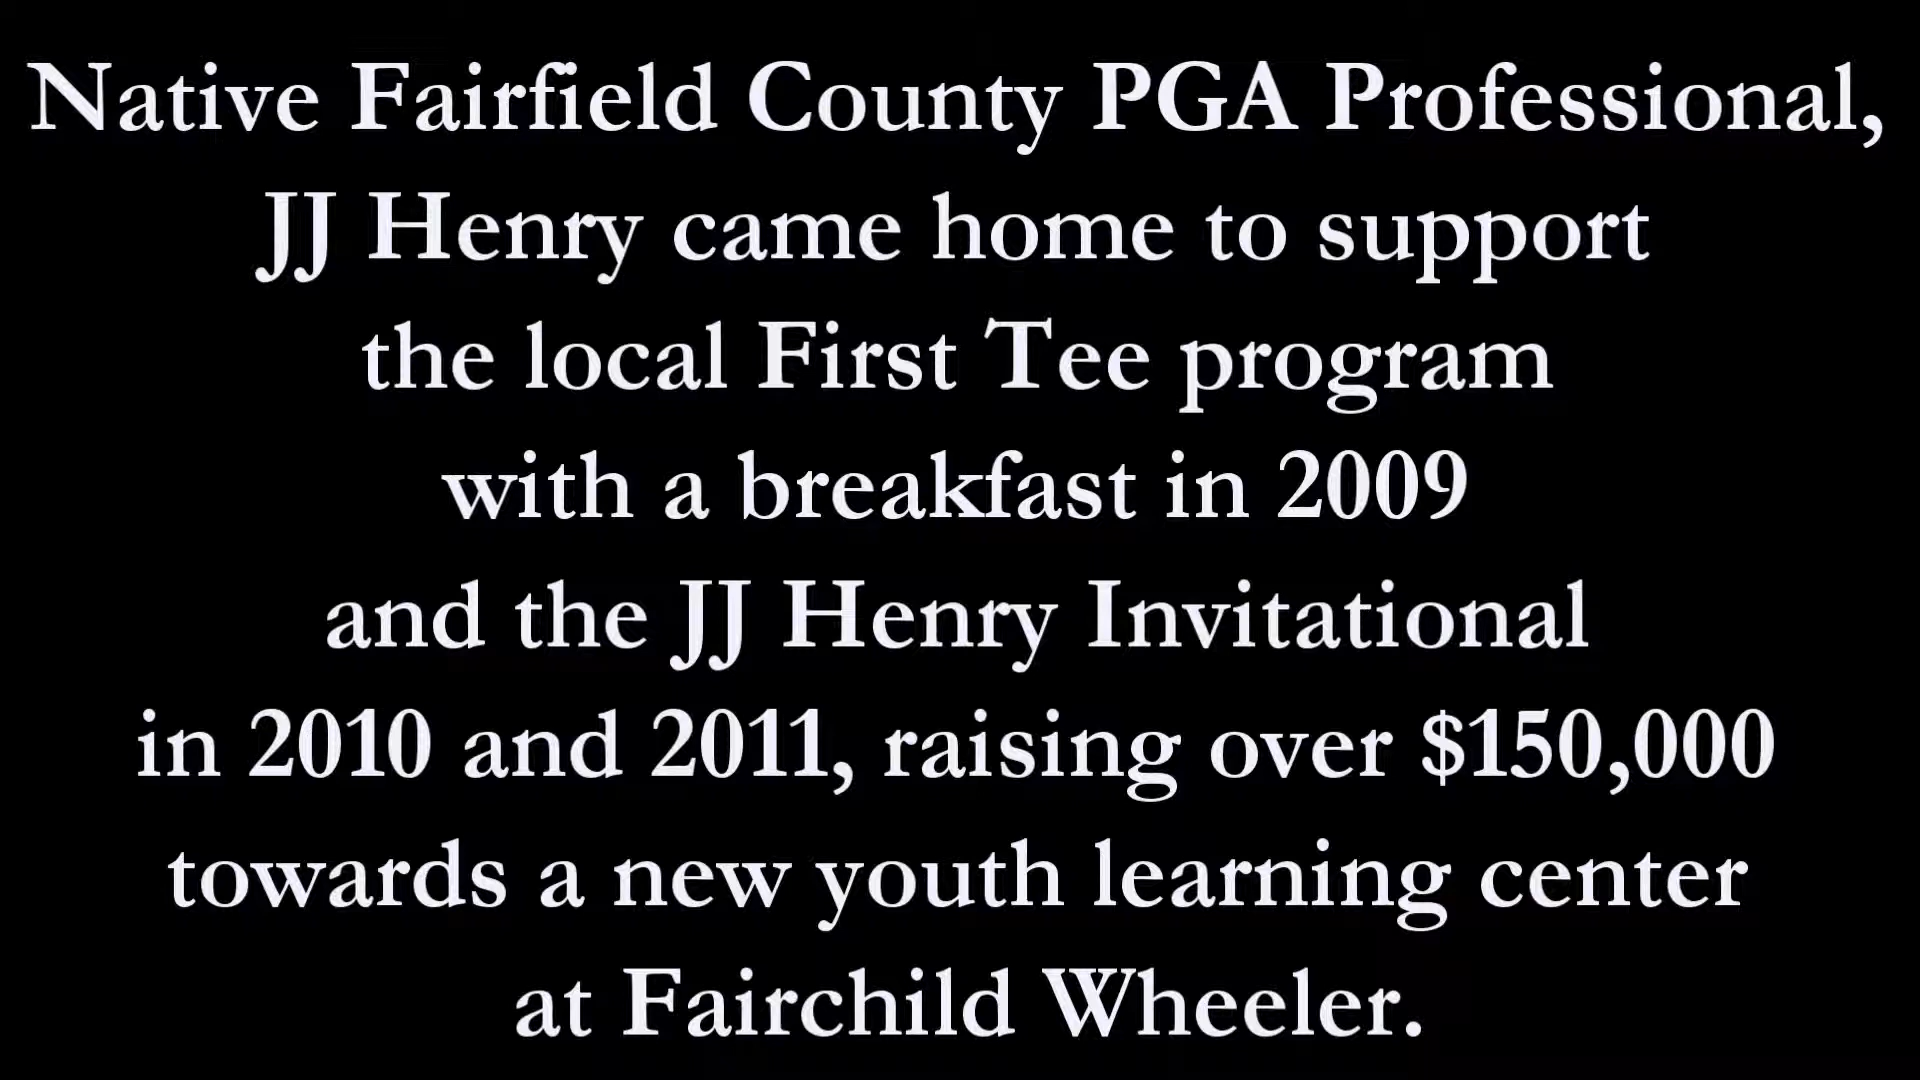 Native Fairfield County PGA Professional,
JJ Henry came home to support
the local First Tee program
with a breakfast in 2009
and the JJ Henry Invitational
in 2010 and 2011, raising over $150,000
towards a new youth learning center
at Fairchild Wheeler.